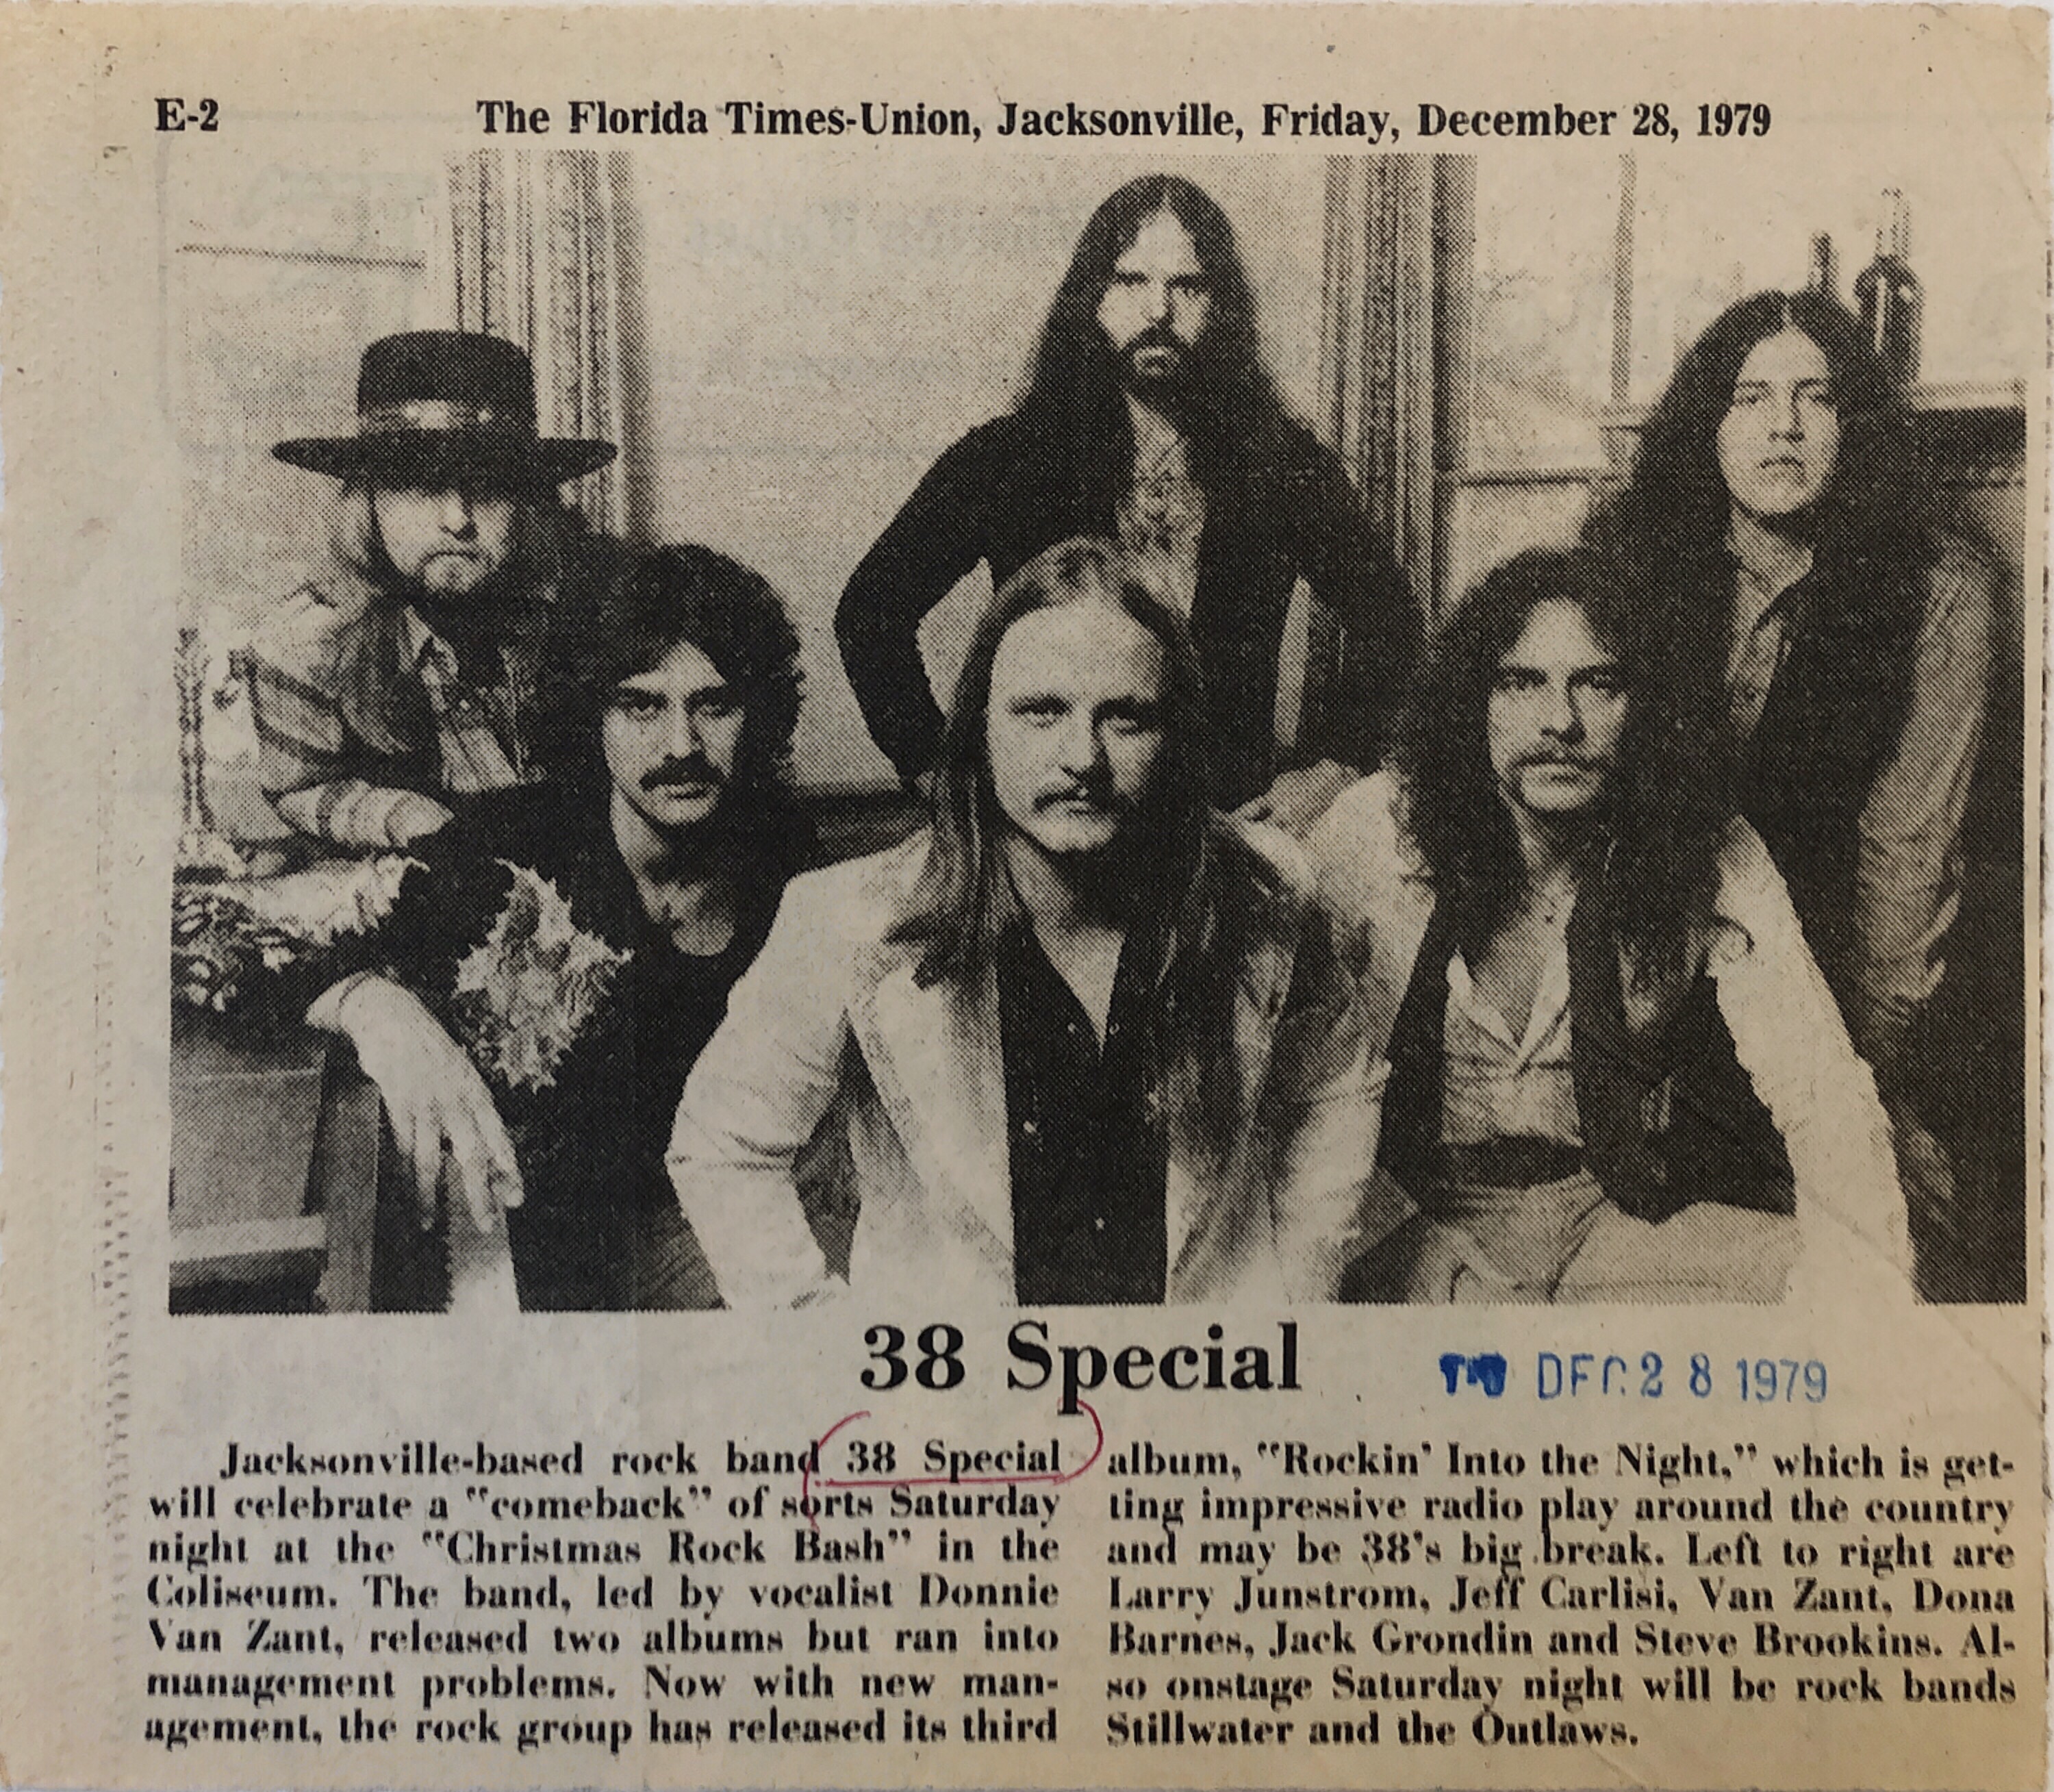 E-2 The Florida Times-Union, Jacksonville, Friday, December 28, 1979
38 Special
DEC 28 1979
Jacksonville-based rock band 38 Special
will celebrate a "comeback" of sorts Saturday
night at the "Christmas Rock Bash" in the
Coliseum. The band, led by vocalist Donnie
Van Zant, released two albums but ran into
management problems. Now with new man-
agement, the rock group has released its third
album, "Rockin' Into the Night," which is get-
ting impressive radio play around the country
and may be 38's big break. Left to right are
Larry Junstrom, Jeff Carlisi, Van Zant, Dona
Barnes, Jack Grondin and Steve Brookins. Al-
so onstage Saturday night will be rock bands
Stillwater and the Outlaws.